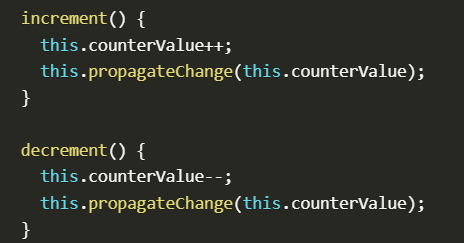 increment() {
  this.counterValue++;
  this.propagateChange(this.counterValue);
}

decrement() {
  this.counterValue--;
  this.propagateChange(this.counterValue);
}